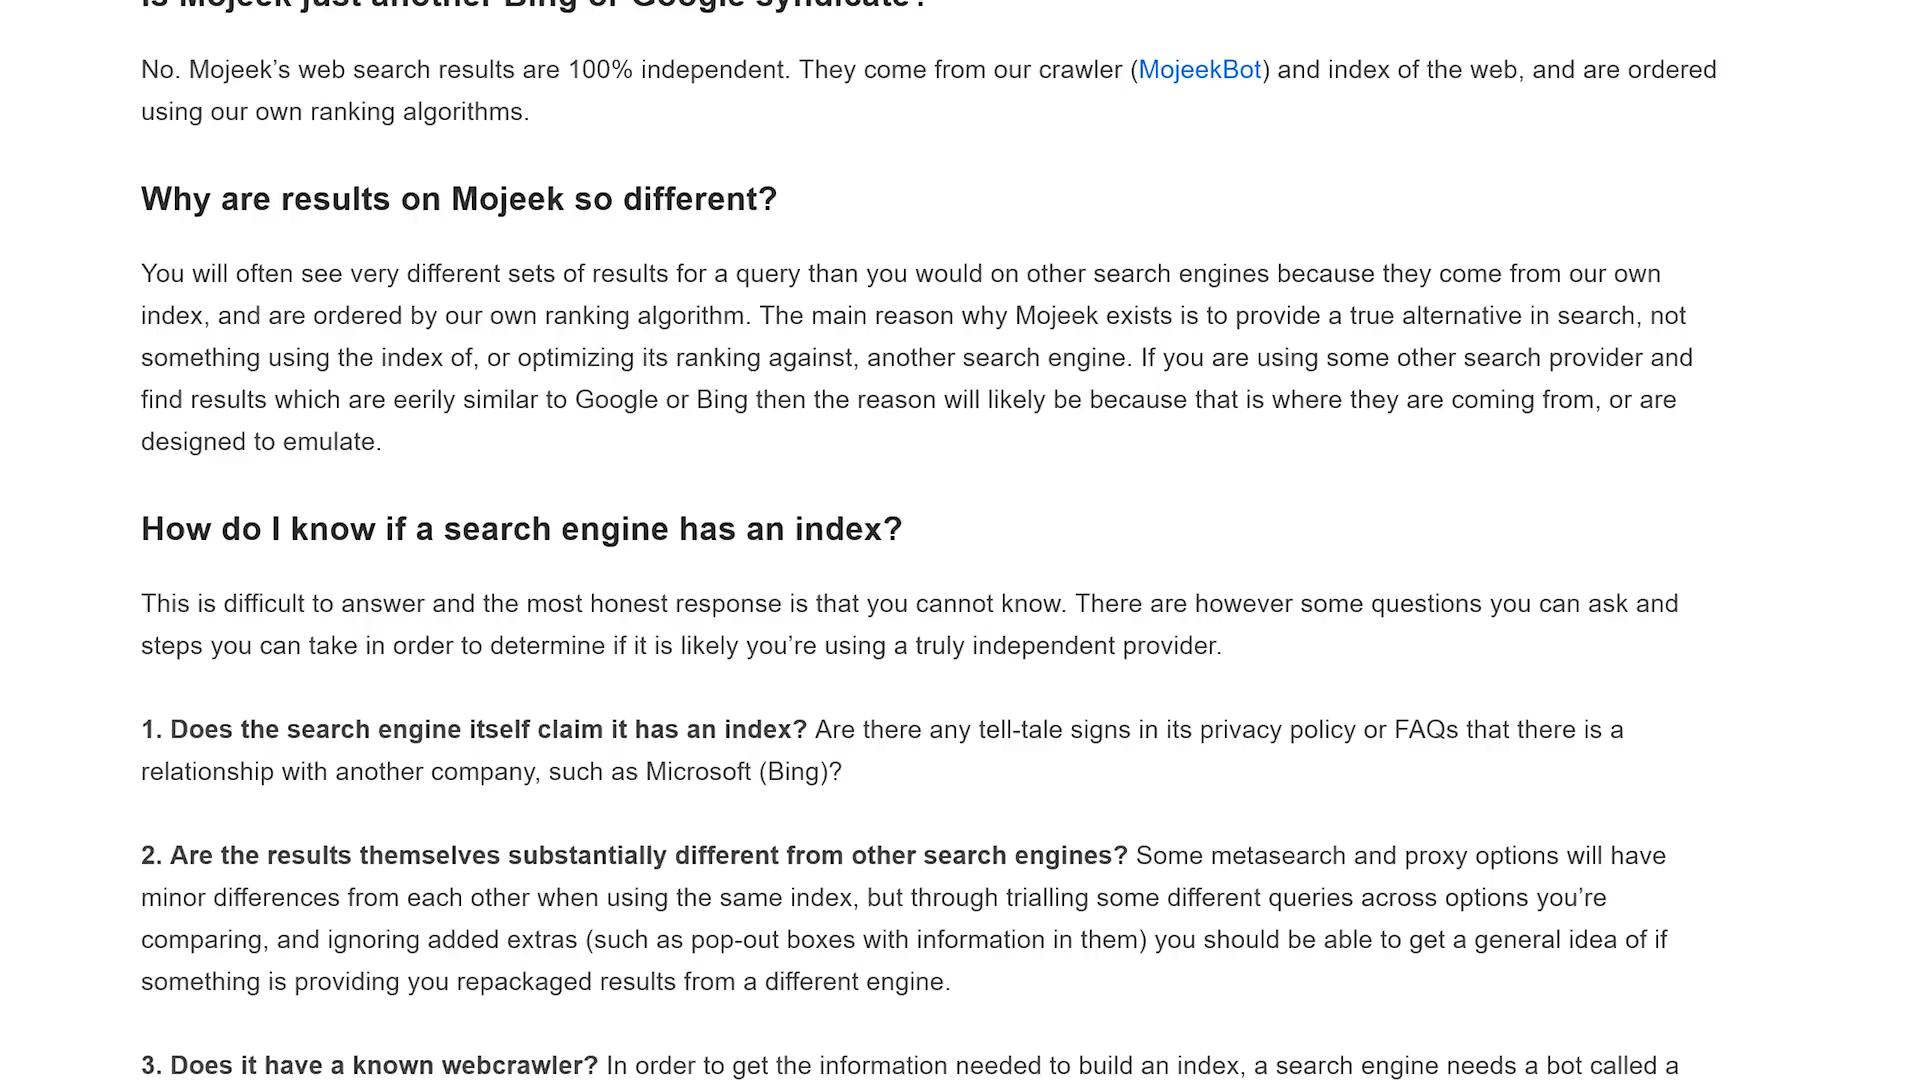 Is Mojeek just another Bing or Google syndicate?
No. Mojeek’s web search results are 100% independent. They come from our crawler (MojeekBot) and index of the web, and are ordered
using our own ranking algorithms.
Why are results on Mojeek so different?
You will often see very different sets of results for a query than you would on other search engines because they come from our own
index, and are ordered by our own ranking algorithm. The main reason why Mojeek exists is to provide a true alternative in search, not
something using the index of, or optimizing its ranking against, another search engine. If you are using some other search provider and
find results which are eerily similar to Google or Bing then the reason will likely be because that is where they are coming from, or are
designed to emulate.
How do I know if a search engine has an index?
This is difficult to answer and the most honest response is that you cannot know. There are however some questions you can ask and
steps you can take in order to determine if it is likely you’re using a truly independent provider.
1. Does the search engine itself claim it has an index? Are there any tell-tale signs in its privacy policy or FAQs that there is a
relationship with another company, such as Microsoft (Bing)?
2. Are the results themselves substantially different from other search engines? Some metasearch and proxy options will have
minor differences from each other when using the same index, but through trialling some different queries across options you’re
comparing, and ignoring added extras (such as pop-out boxes with information in them) you should be able to get a general idea of if
something is providing you repackaged results from a different engine.
3. Does it have a known webcrawler? In order to get the information needed to build an index, a search engine needs a bot called a